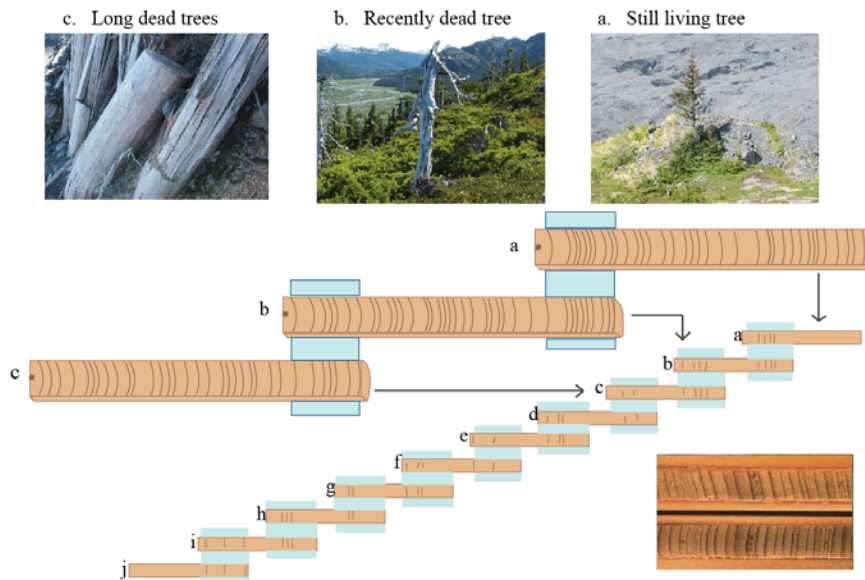 c. Long dead trees
b. Recently dead tree
a. Still living tree
a
b
c
a
b
c
d
e
f
g
h
i
j